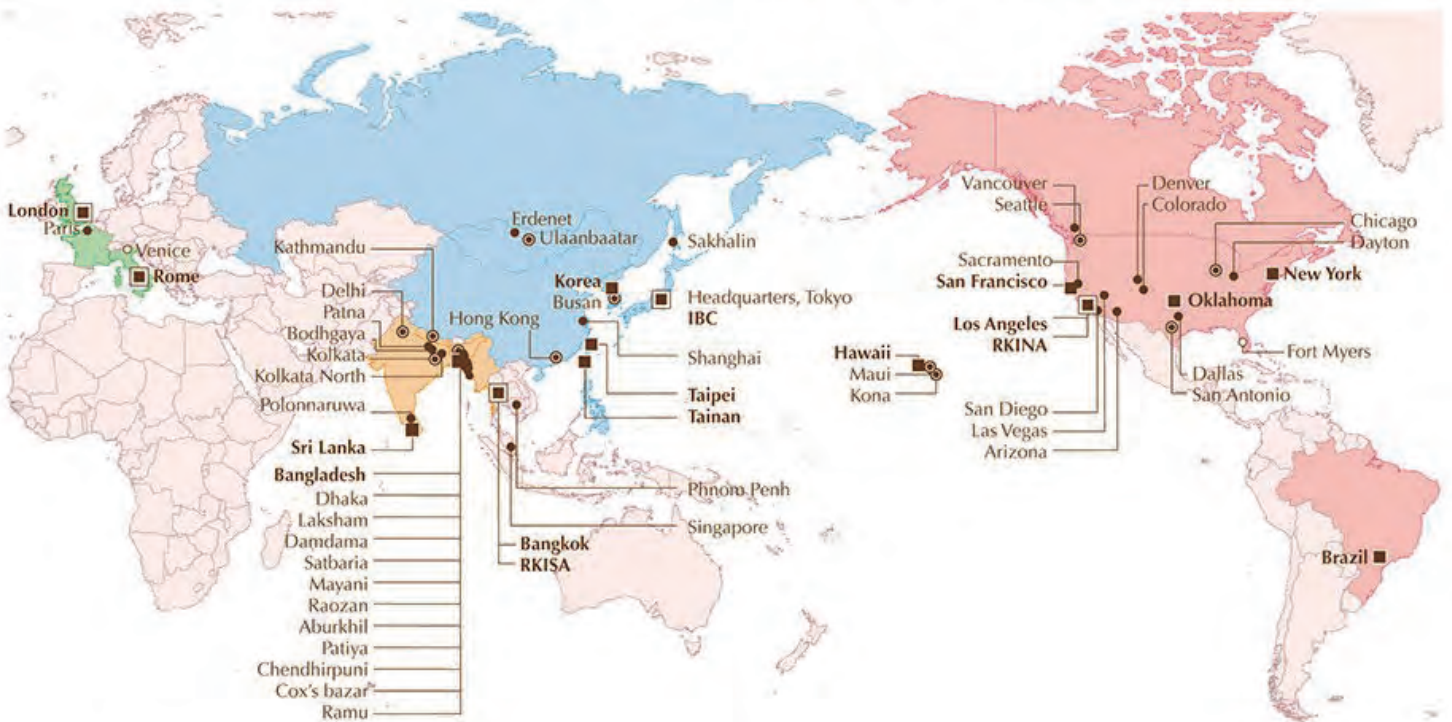 London
Paris
Venice
Rome
Kathmandu
Delhi
Patna
Bodhgaya
Kolkata
Kolkata North
Polonnaruwa
Sri Lanka
Bangladesh
Dhaka
Laksham
Damdama
Satbaria
Mayani
Raozan
Aburkhil
Patiya
Chendhirpuni
Cox's bazar
Ramu
Erdenet
Ulaanbaatar
Sakhalin
Korea
Busan
Headquarters, Tokyo
IBC
Hong Kong
Shanghai
Taipei
Tainan
Phnom Penh
Singapore
Bangkok
RKISA
Hawaii
Maui
Kona
Vancouver
Seattle
Sacramento
San Francisco
Los Angeles
RKINA
San Diego
Las Vegas
Arizona
Denver
Colorado
Chicago
Dayton
New York
Oklahoma
Fort Myers
Dallas
San Antonio
Brazil